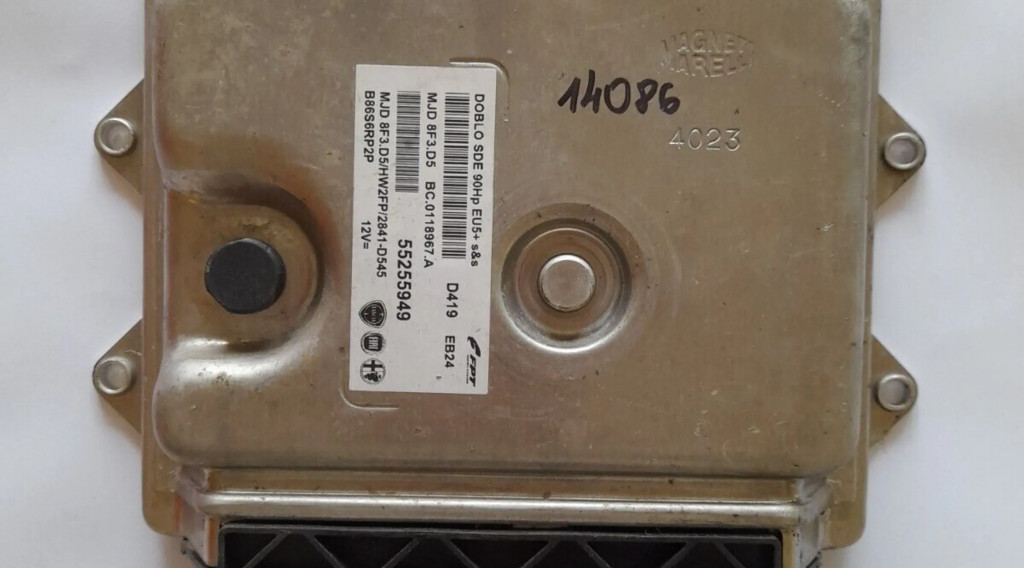 MAGNETI
MARELLI
14086
4023
DOBLO SDE 90Hp EU5+ s&s
MJD 8F3.D5 BC.0118967.A D419 EB24
FPT
55255949
MJD 8F3.D5/HW2FP/2841-D545
B86S6RP2P 12V=